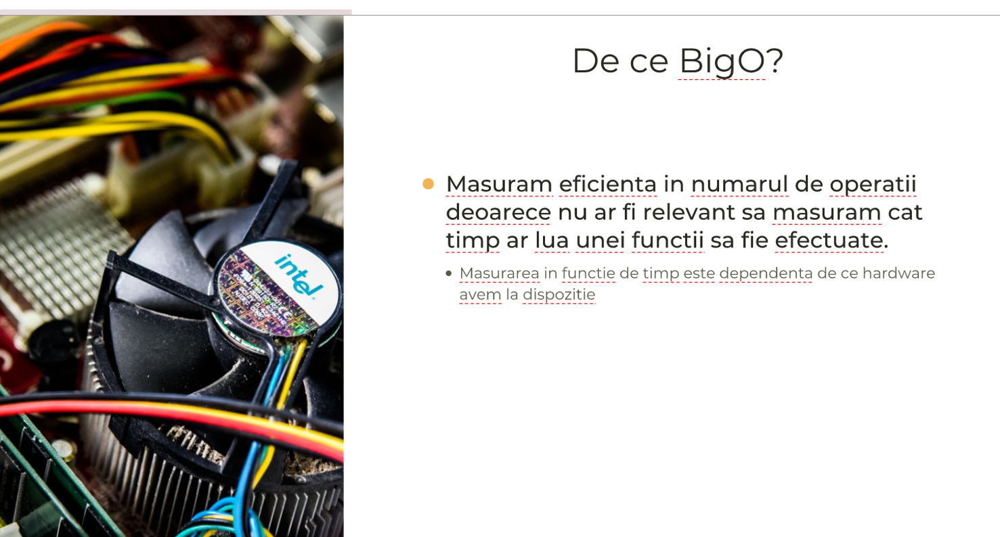 De ce BigO?
Masuram eficienta in numarul de operatii
deoarece nu ar fi relevant sa masuram cat
timp ar lua unei functii sa fie efectuate.
Masurarea in functie de timp este dependenta de ce hardware
avem la dispozitie
intel